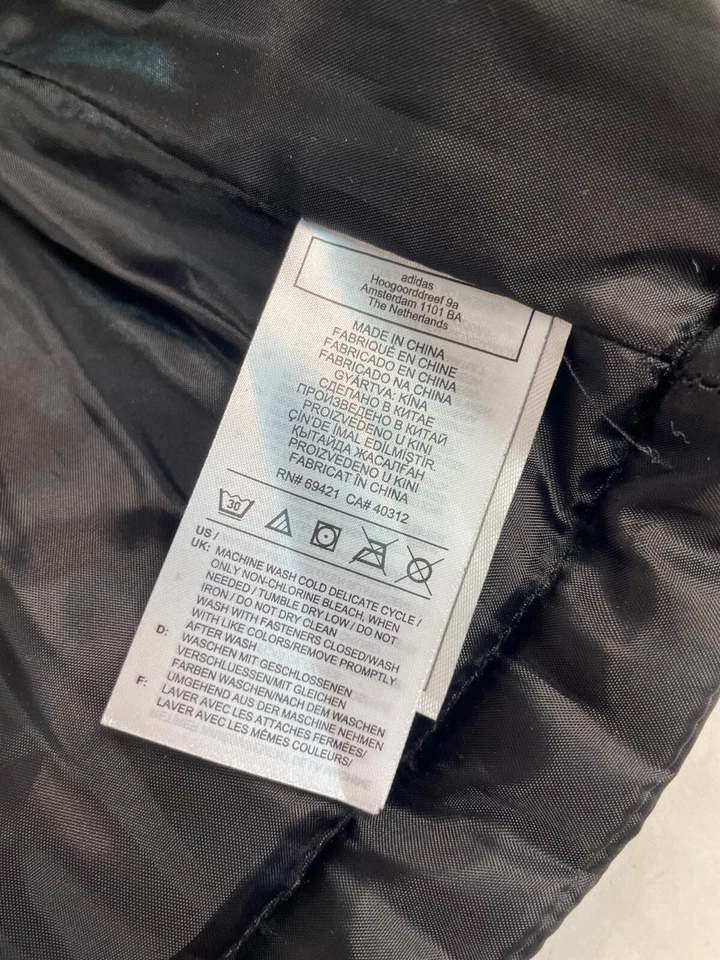 adidas
Hoogoorddreef 9a
Amsterdam 1101 BA
The Netherlands
MADE IN CHINA
FABRIQUÉ EN CHINE
FABRICADO EN CHINA
FABRICADO NA CHINA
GYÁRTVA: KÍNA
СДЕЛАНО В КИТАЕ
ПРОИЗВЕДЕНО В КИТАЙ
PROIZVEDENO U KINI
ÇİN'DE İMAL EDİLMİŞTİR.
ҚЫТАЙДА ЖАСАЛҒАН
PROIZVEDENO U KINI
FABRICAT ÎN CHINA
RN# 69421 CA# 40312
30
US /
UK: MACHINE WASH COLD DELICATE CYCLE /
ONLY NON-CHLORINE BLEACH, WHEN
NEEDED / TUMBLE DRY LOW / DO NOT
IRON / DO NOT DRY CLEAN
WASH WITH FASTENERS CLOSED/WASH
WITH LIKE COLORS/REMOVE PROMPTLY
AFTER WASH
D: WASCHEN MIT GESCHLOSSENEN
VERSCHLUESSEN/MIT GLEICHEN
FARBEN WASCHEN/NACH DEM WASCHEN
UMGEHEND AUS DER MASCHINE NEHMEN
F: LAVER AVEC LES ATTACHES FERMÉES/
LAVER AVEC LES MÊMES COULEURS/